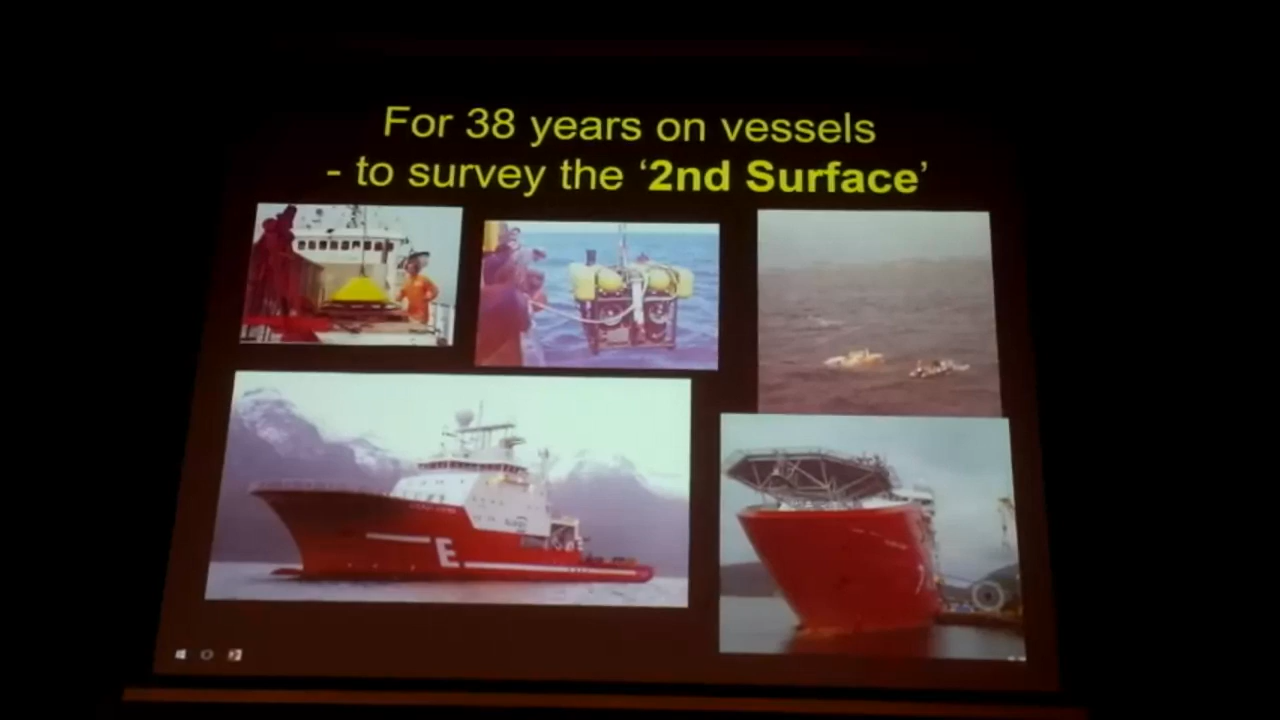 For 38 years on vessels
- to survey the ‘2nd Surface’
E